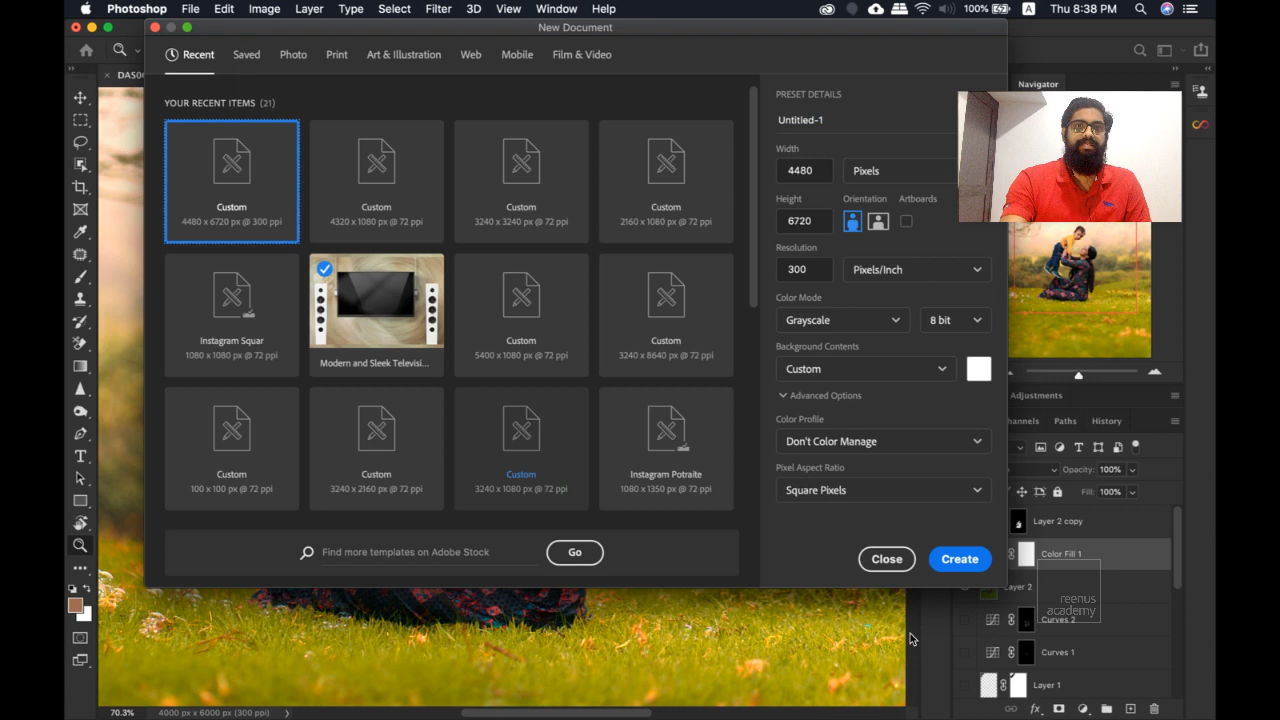 Photoshop File Edit Image Layer Type Select Filter 3D View Window Help 100% A Thu 8:38 PM
New Document
Recent Saved Photo Print Art & Illustration Web Mobile Film & Video
YOUR RECENT ITEMS (21)
Custom
4480 x 6720 px @ 300 ppi
Custom
4320 x 1080 px @ 72 ppi
Custom
3240 x 3240 px @ 72 ppi
Custom
2160 x 1080 px @ 72 ppi
Instagram Squar
1080 x 1080 px @ 72 ppi
Modern and Sleek Televisi...
Custom
5400 x 1080 px @ 72 ppi
Custom
3240 x 8640 px @ 72 ppi
Custom
100 x 100 px @ 72 ppi
Custom
3240 x 2160 px @ 72 ppi
Custom
3240 x 1080 px @ 72 ppi
Instagram Potraite
1080 x 1350 px @ 72 ppi
Find more templates on Adobe Stock
Go
PRESET DETAILS
Untitled-1
Width
4480 Pixels
Height Orientation Artboards
6720
Resolution
300 Pixels/Inch
Color Mode
Grayscale 8 bit
Background Contents
Custom
Advanced Options
Color Profile
Don't Color Manage
Pixel Aspect Ratio
Square Pixels
Close Create
Navigator
Adjustments
hannels Paths History
Opacity: 100%
Fill: 100%
Layer 2 copy
Color Fill 1
Layer 2
reenus
academy
Curves 2
Curves 1
Layer 1
fx
70.3% 4000 px x 6000 px (300 ppi)